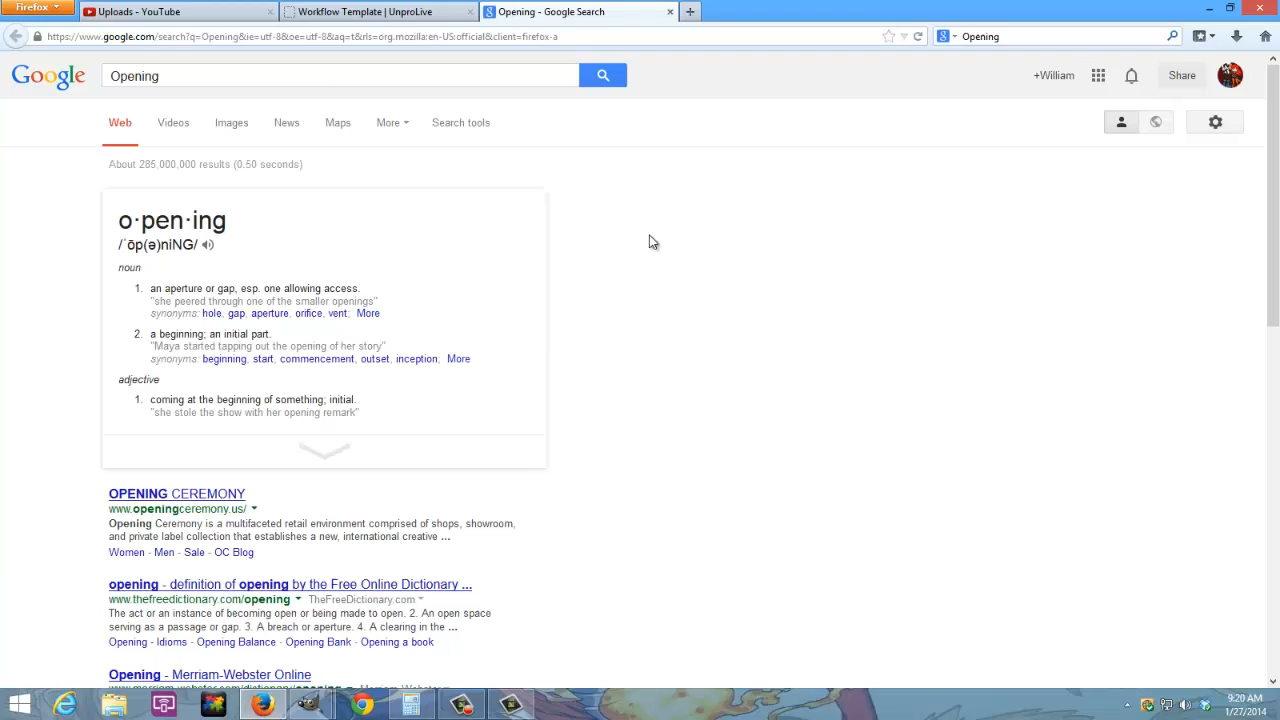 Firefox
Uploads - YouTube
Workflow Template | UnproLive
Opening - Google Search
https://www.google.com/search?q=Opening&ie=utf-8&oe=utf-8&aq=t&rls=org.mozilla:en-US:official&client=firefox-a
Opening
Google
Opening
+William
Share
Web Videos Images News Maps More Search tools
About 285,000,000 results (0.50 seconds)
o·pen·ing
/ˈōp(ə)niNG/
noun
1. an aperture or gap, esp. one allowing access.
"she peered through one of the smaller openings"
synonyms: hole, gap, aperture, orifice, vent; More
2. a beginning; an initial part.
"Maya started tapping out the opening of her story"
synonyms: beginning, start, commencement, outset, inception; More
adjective
1. coming at the beginning of something; initial.
"she stole the show with her opening remark"
OPENING CEREMONY
www.openingceremony.us/
Opening Ceremony is a multifaceted retail environment comprised of shops, showroom,
and private label collection that establishes a new, international creative ...
Women - Men - Sale - OC Blog
opening - definition of opening by the Free Online Dictionary ...
www.thefreedictionary.com/opening TheFreeDictionary.com
The act or an instance of becoming open or being made to open. 2. An open space
serving as a passage or gap. 3. A breach or aperture. 4. A clearing in the ...
Opening - Idioms - Opening Balance - Opening Bank - Opening a book
Opening - Merriam-Webster Online
9:20 AM
1/27/2014